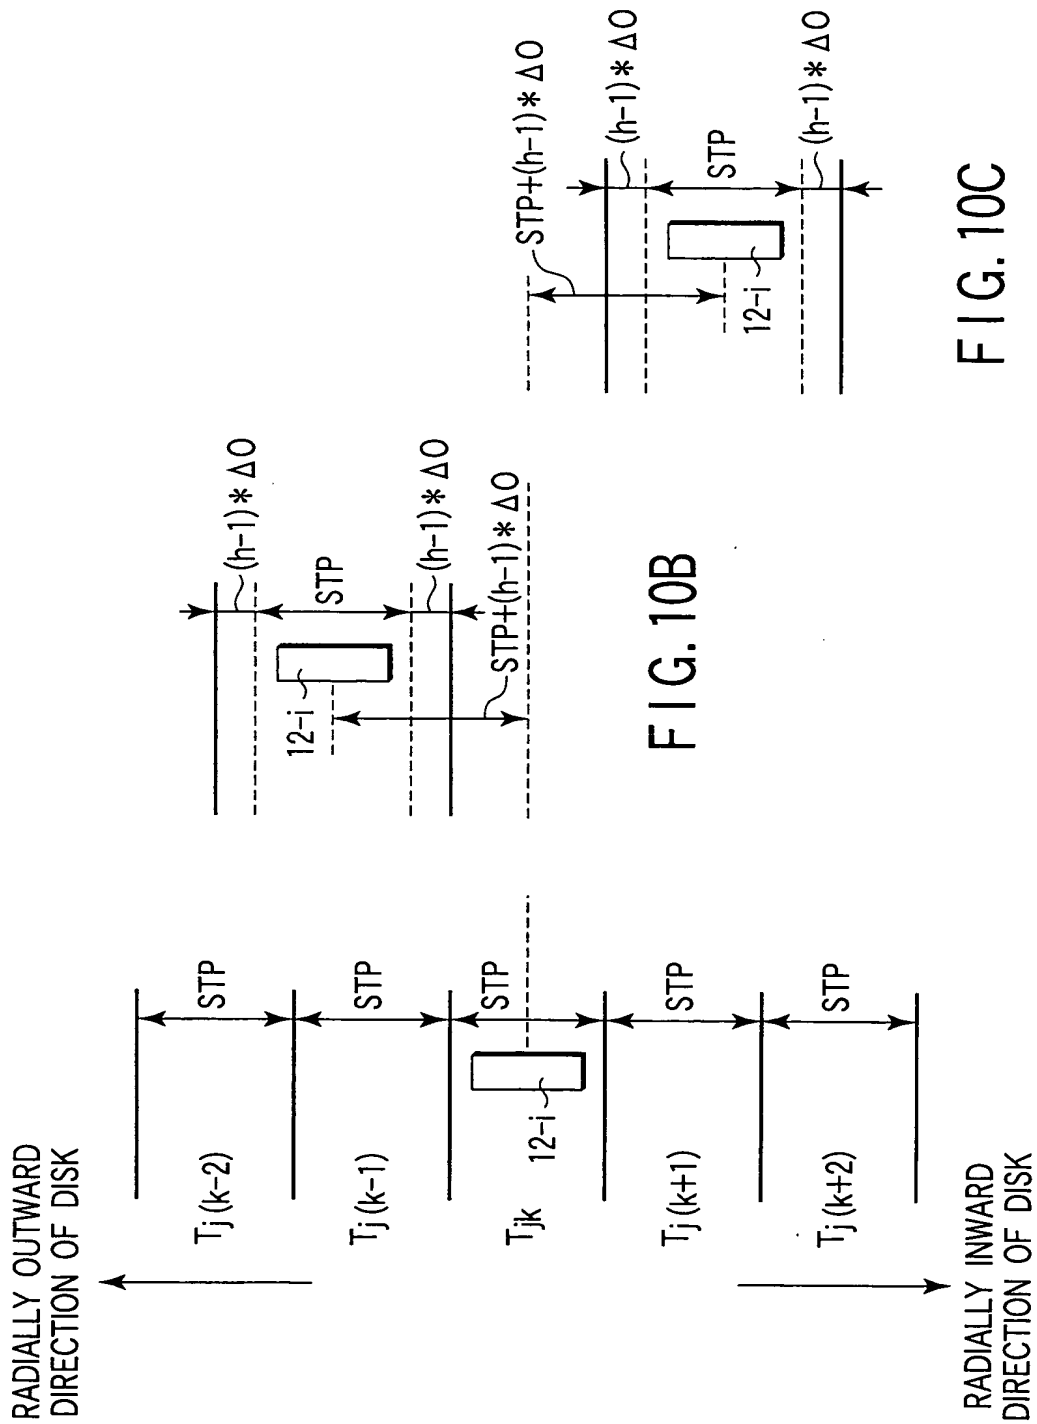 RADIALLY OUTWARD
DIRECTION OF DISK
Tj(k-2)
STP
Tj(k-1)
STP
Tjk
12-i
STP
Tj(k+1)
STP
Tj(k+2)
STP
RADIALLY INWARD
DIRECTION OF DISK
(h-1)*ΔO
STP
12-i
(h-1)*ΔO
STP+(h-1)*ΔO
FIG. 10B
STP+(h-1)*ΔO
(h-1)*ΔO
STP
12-i
(h-1)*ΔO
FIG. 10C